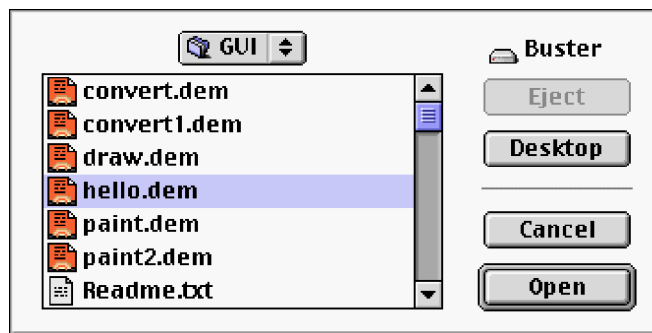 GUI
Buster
convert.dem
convert1.dem
draw.dem
hello.dem
paint.dem
paint2.dem
Readme.txt
Eject
Desktop
Cancel
Open